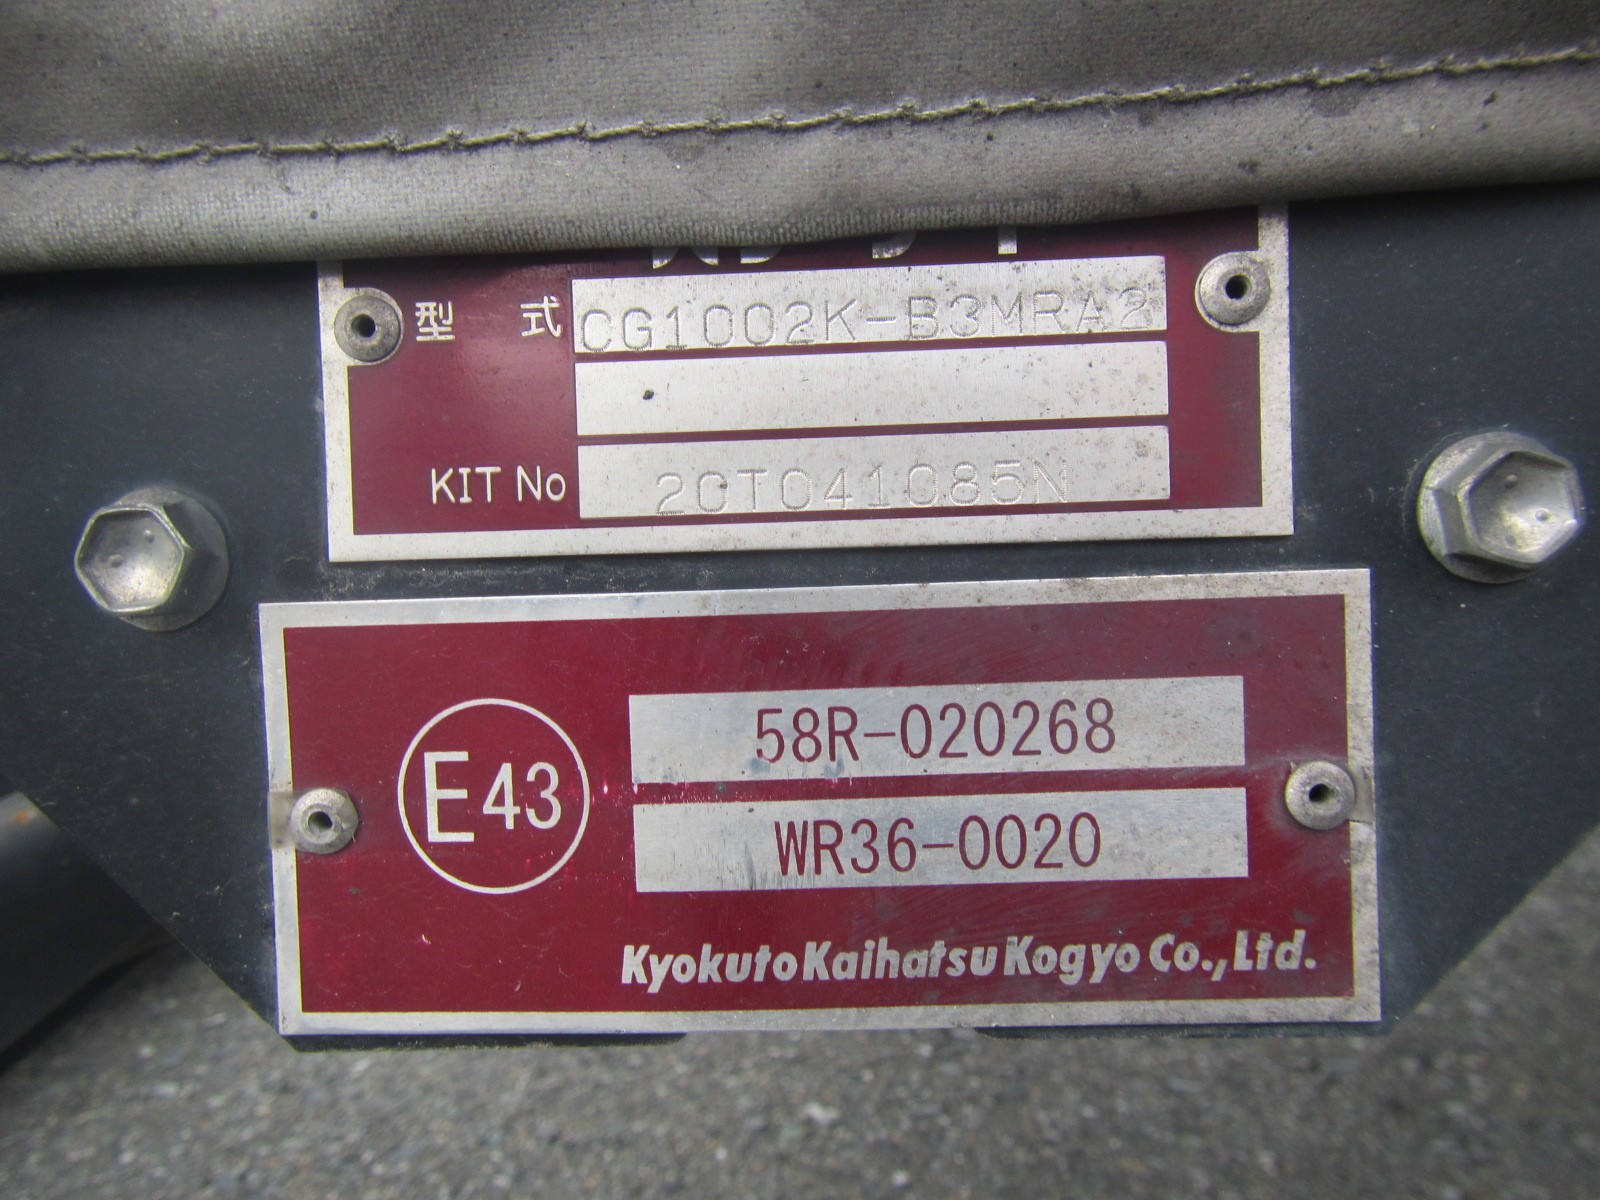 型 式 CG1002K-B3MRA2
KIT No 20T041085N
E43
58R-020268
WR36-0020
Kyokuto Kaihatsu Kogyo Co., Ltd.